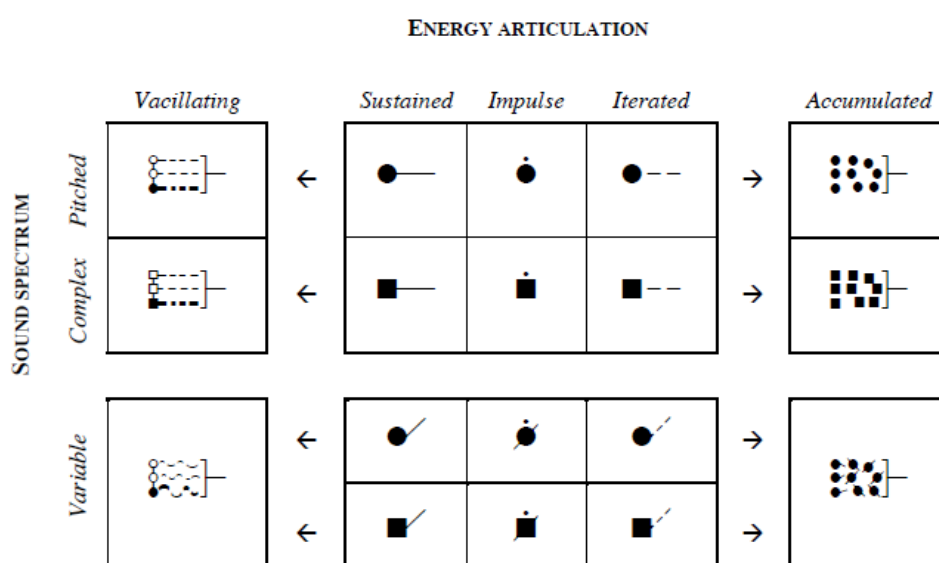 ENERGY ARTICULATION
Vacillating Sustained Impulse Iterated Accumulated
SOUND SPECTRUM
Pitched
Complex
Variable